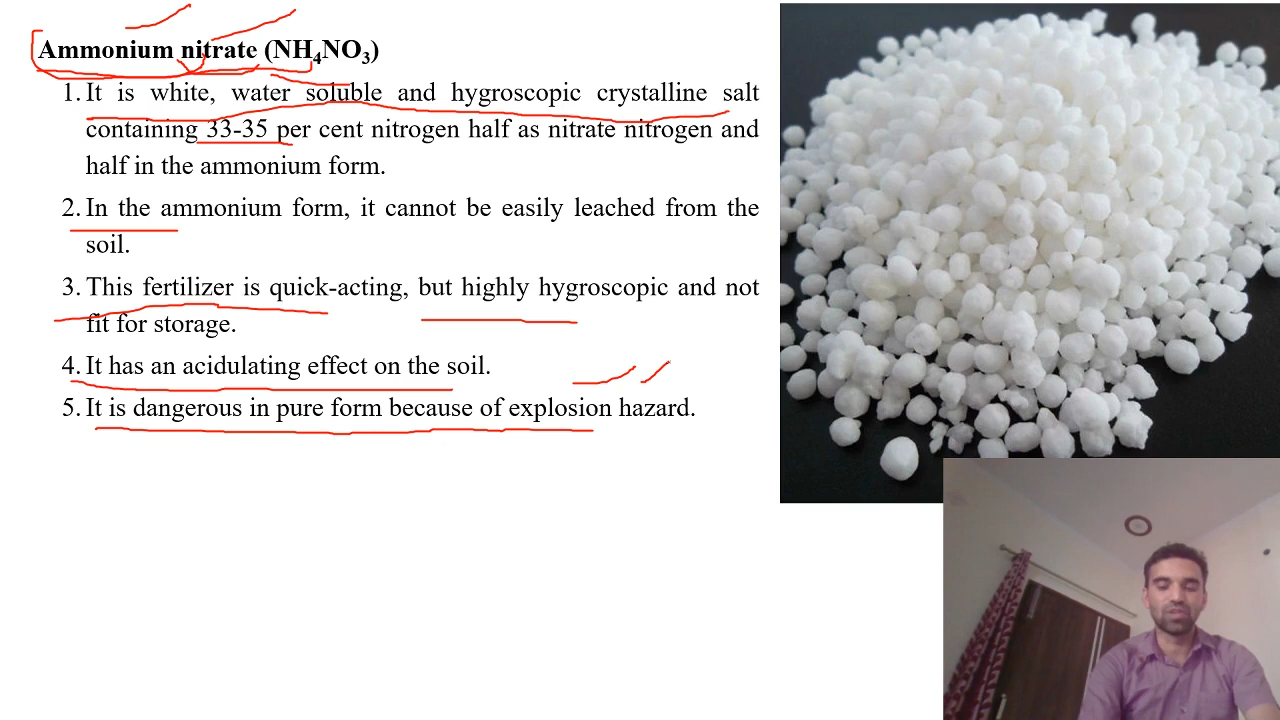 Ammonium nitrate (NH₄NO₃)
1. It is white, water soluble and hygroscopic crystalline salt
containing 33-35 per cent nitrogen half as nitrate nitrogen and
half in the ammonium form.
2. In the ammonium form, it cannot be easily leached from the
soil.
3. This fertilizer is quick-acting, but highly hygroscopic and not
fit for storage.
4. It has an acidulating effect on the soil.
5. It is dangerous in pure form because of explosion hazard.